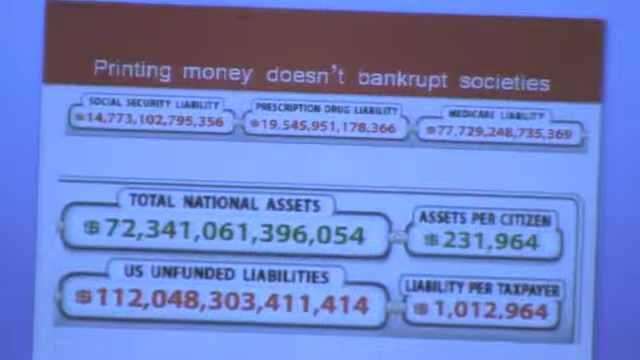 Printing money doesn't bankrupt societies
SOCIAL SECURITY LIABILITY PRESCRIPTION DRUG LIABILITY MEDICARE LIABILITY
$14,773,102,795,356 $19,545,951,178,366 $77,729,248,735,369
TOTAL NATIONAL ASSETS ASSETS PER CITIZEN
$72,341,061,396,054 $231,964
US UNFUNDED LIABILITIES LIABILITY PER TAXPAYER
$112,048,303,411,414 $1,012,964